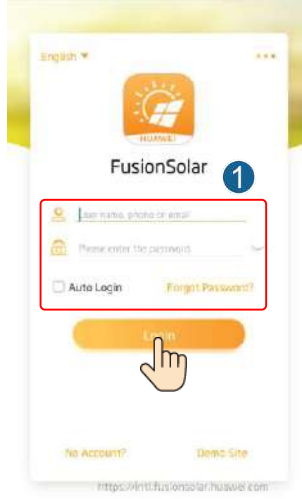 English
HUAWEI
FusionSolar
1
User name, phone or email
Please enter the password
Auto Login
Forgot Password?
Login
No Account?
Demo Site
https://intl.fusionsolar.huawei.com